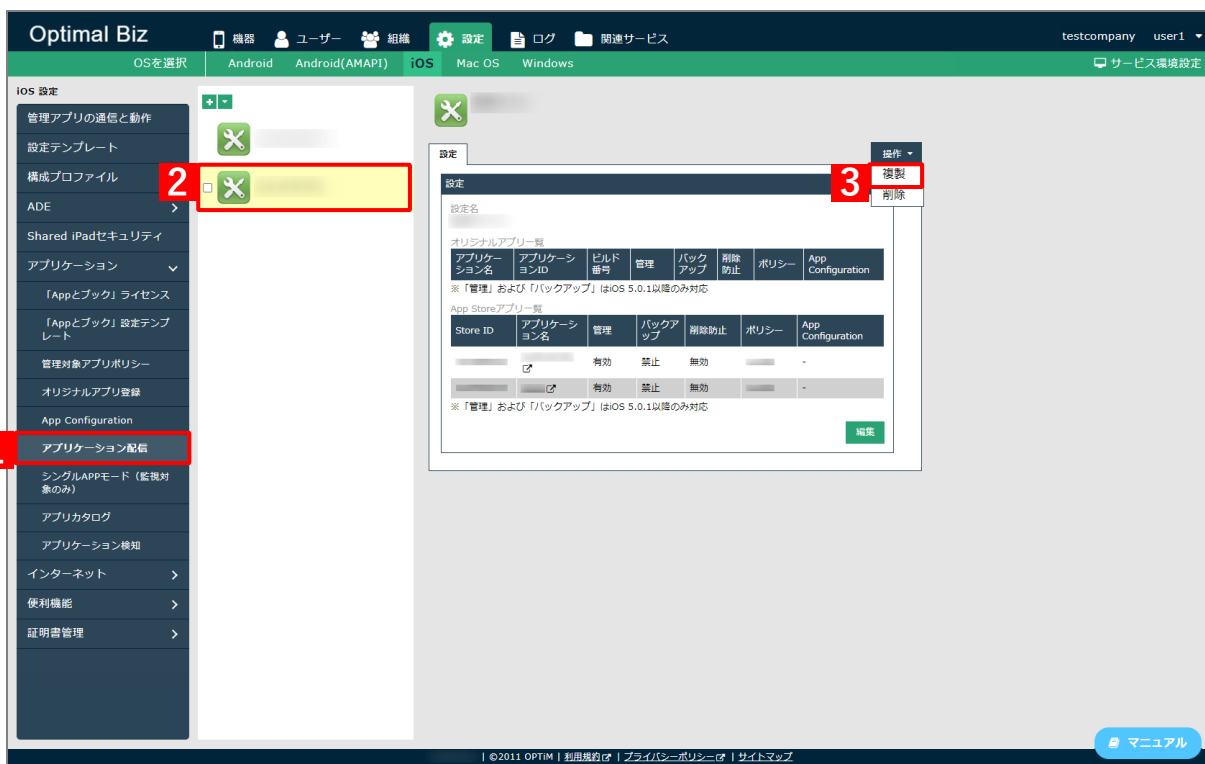 Optimal Biz
機器 ユーザー 組織 設定 ログ 関連サービス
testcompany user1
OSを選択 Android Android(AMAPI) iOS Mac OS Windows
サービス環境設定
iOS 設定
管理アプリの通信と動作
設定テンプレート
構成プロファイル
ADE
Shared iPadセキュリティ
アプリケーション
「Appとブック」ライセンス
「Appとブック」設定テンプ
レート
管理対象アプリポリシー
オリジナルアプリ登録
App Configuration
アプリケーション配信
シングルAPPモード（監視対
象のみ）
アプリカタログ
アプリケーション検知
インターネット
便利機能
証明書管理
2
設定
操作
3
複製
削除
設定
設定名
オリジナルアプリ一覧
アプリケー
ション名
アプリケーシ
ョンID
ビルド
番号
管理
バック
アップ
削除
防止
ポリシー
App
Configuration
※「管理」および「バックアップ」はiOS 5.0.1以降のみ対応
App Storeアプリ一覧
Store ID
アプリケーシ
ョン名
管理
バックア
ップ
削除防止
ポリシー
App
Configuration
有効 禁止 無効 -
有効 禁止 無効 -
※「管理」および「バックアップ」はiOS 5.0.1以降のみ対応
編集
マニュアル
| ©2011 OPTiM | 利用規約 | プライバシーポリシー | サイトマップ